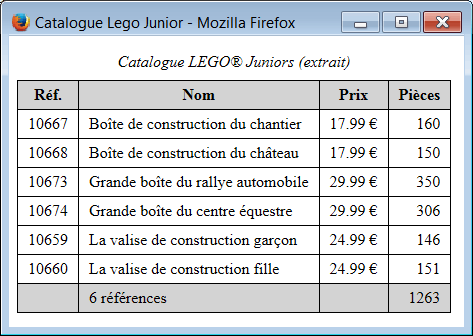 Catalogue Lego Junior - Mozilla Firefox
Catalogue LEGO® Juniors (extrait)
Réf. Nom Prix Pièces
10667 Boîte de construction du chantier 17.99 € 160
10668 Boîte de construction du château 17.99 € 150
10673 Grande boîte du rallye automobile 29.99 € 350
10674 Grande boîte du centre équestre 29.99 € 306
10659 La valise de construction garçon 24.99 € 146
10660 La valise de construction fille 24.99 € 151
6 références 1263